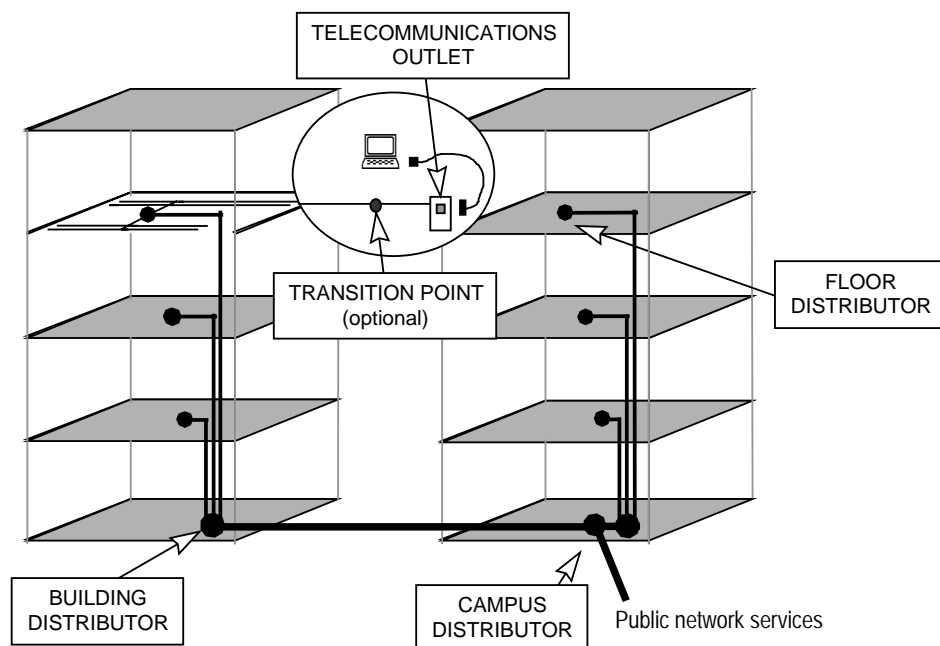 TELECOMMUNICATIONS
OUTLET
TRANSITION POINT
(optional)
FLOOR
DISTRIBUTOR
BUILDING
DISTRIBUTOR
CAMPUS
DISTRIBUTOR
Public network services